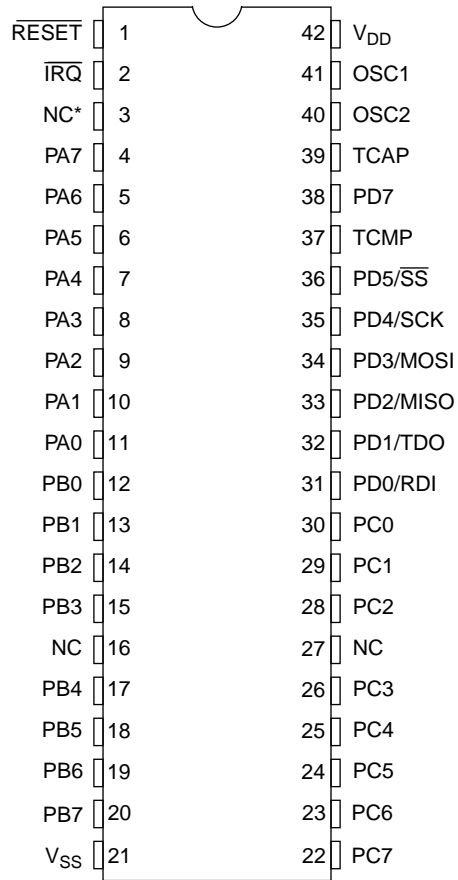 R̅E̅S̅E̅T̅ 1 42 VDD
I̅R̅Q̅ 2 41 OSC1
NC* 3 40 OSC2
PA7 4 39 TCAP
PA6 5 38 PD7
PA5 6 37 TCMP
PA4 7 36 PD5/S̅S̅
PA3 8 35 PD4/SCK
PA2 9 34 PD3/MOSI
PA1 10 33 PD2/MISO
PA0 11 32 PD1/TDO
PB0 12 31 PD0/RDI
PB1 13 30 PC0
PB2 14 29 PC1
PB3 15 28 PC2
NC 16 27 NC
PB4 17 26 PC3
PB5 18 25 PC4
PB6 19 24 PC5
PB7 20 23 PC6
VSS 21 22 PC7